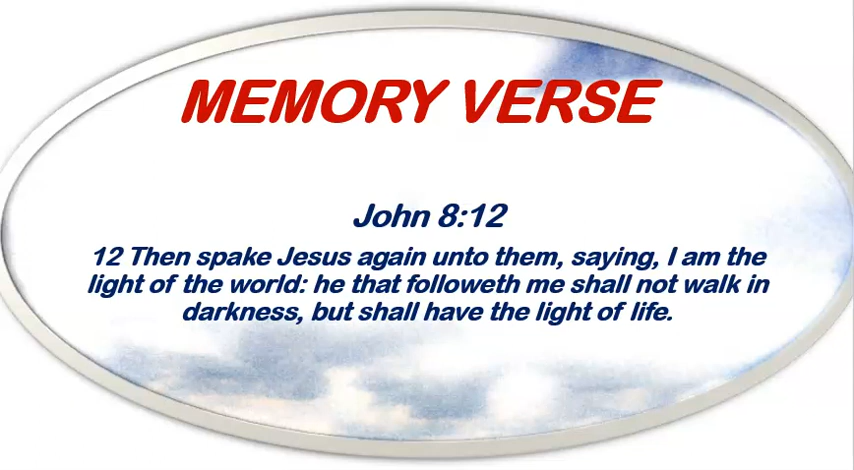 MEMORY VERSE
John 8:12
12 Then spake Jesus again unto them, saying, I am the
light of the world: he that followeth me shall not walk in
darkness, but shall have the light of life.